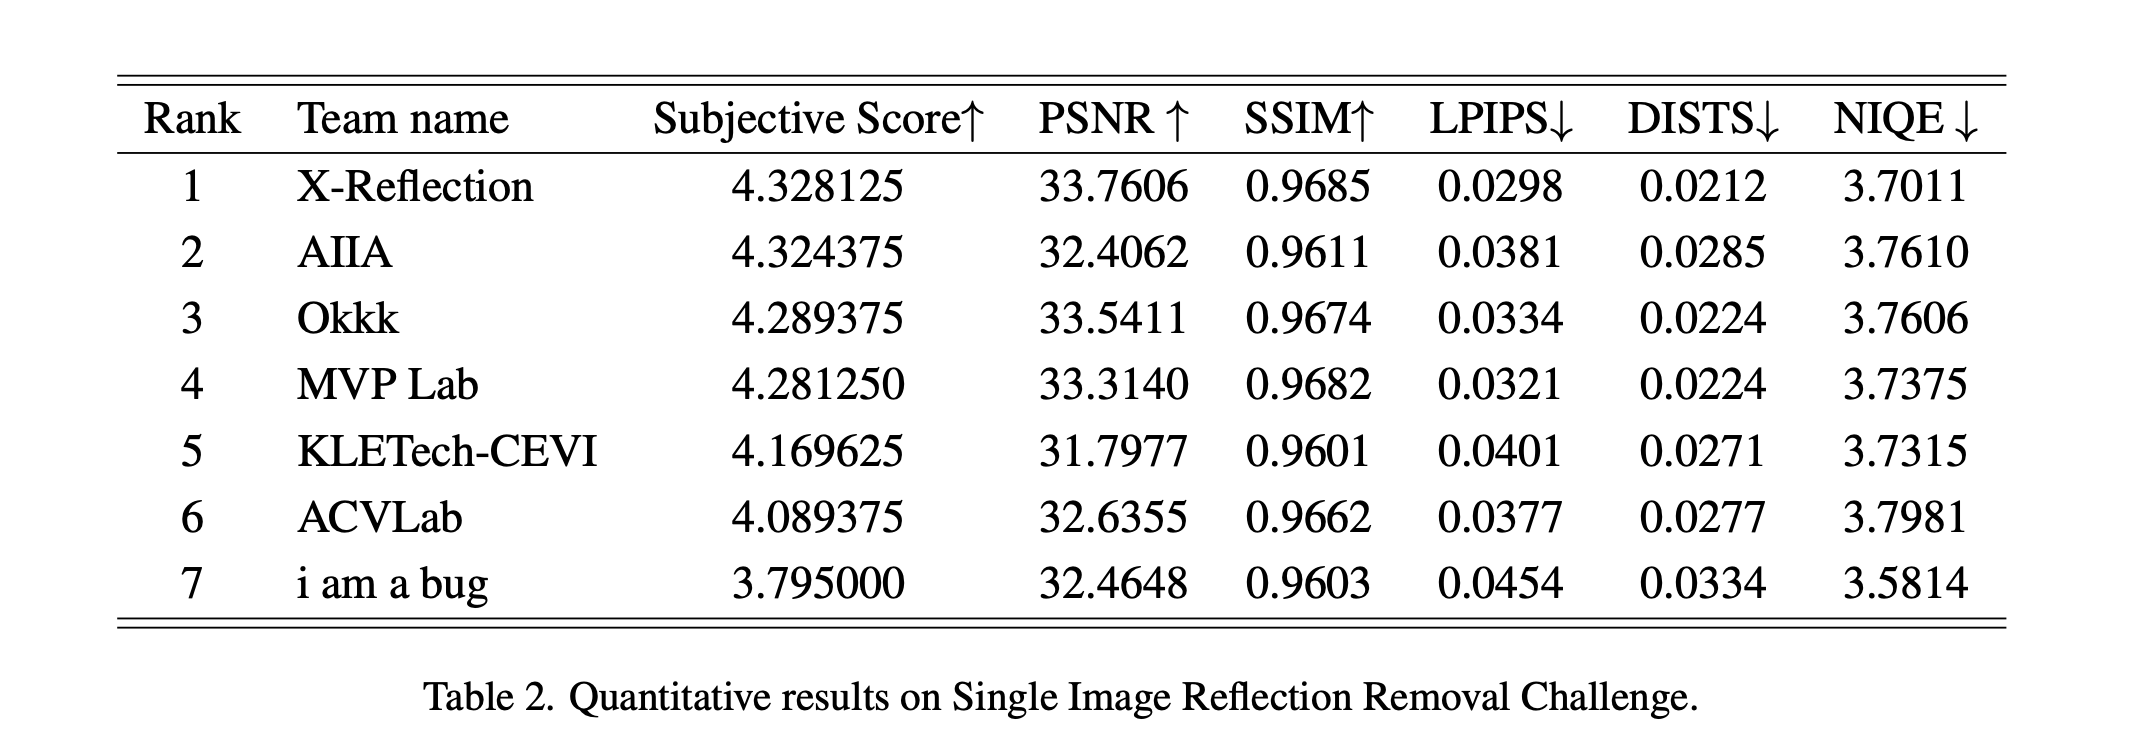 Rank Team name Subjective Score↑ PSNR ↑ SSIM↑ LPIPS↓ DISTS↓ NIQE ↓
1 X-Reflection 4.328125 33.7606 0.9685 0.0298 0.0212 3.7011
2 AIIA 4.324375 32.4062 0.9611 0.0381 0.0285 3.7610
3 Okkk 4.289375 33.5411 0.9674 0.0334 0.0224 3.7606
4 MVP Lab 4.281250 33.3140 0.9682 0.0321 0.0224 3.7375
5 KLETech-CEVI 4.169625 31.7977 0.9601 0.0401 0.0271 3.7315
6 ACVLab 4.089375 32.6355 0.9662 0.0377 0.0277 3.7981
7 i am a bug 3.795000 32.4648 0.9603 0.0454 0.0334 3.5814
Table 2. Quantitative results on Single Image Reflection Removal Challenge.